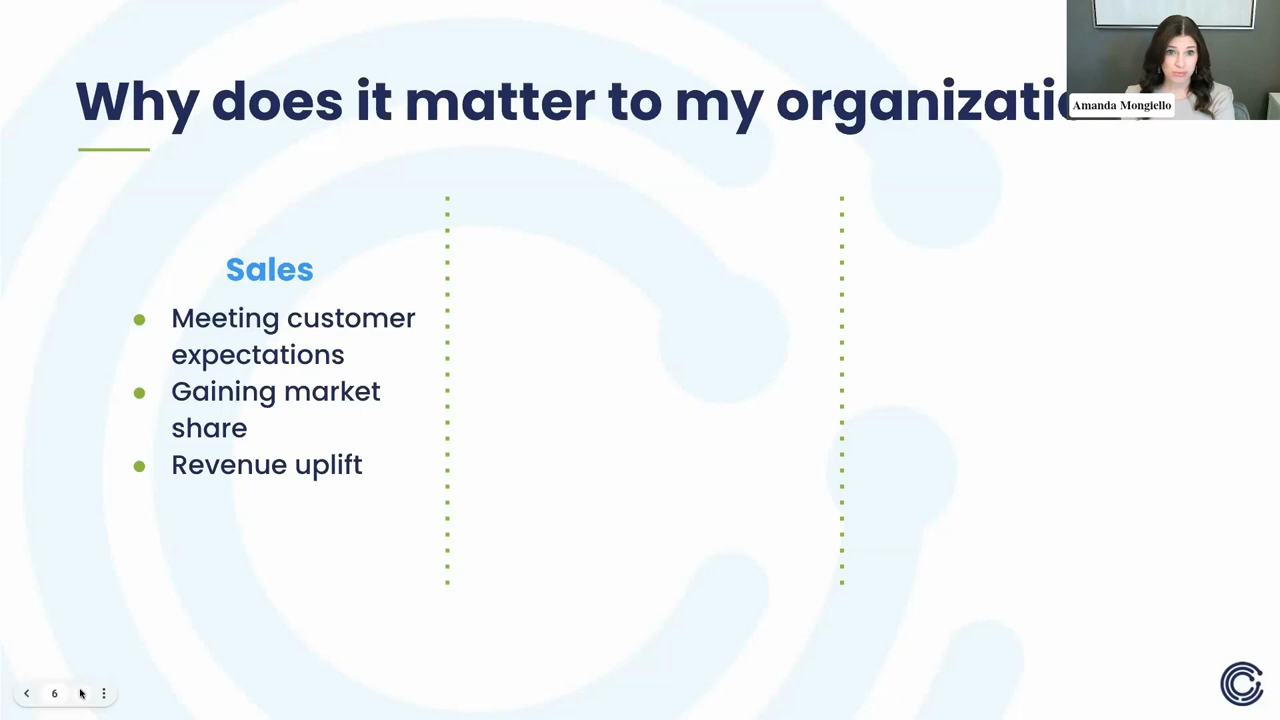 Why does it matter to my organizatio
Amanda Mongiello
Sales
● Meeting customer
expectations
● Gaining market
share
● Revenue uplift
6